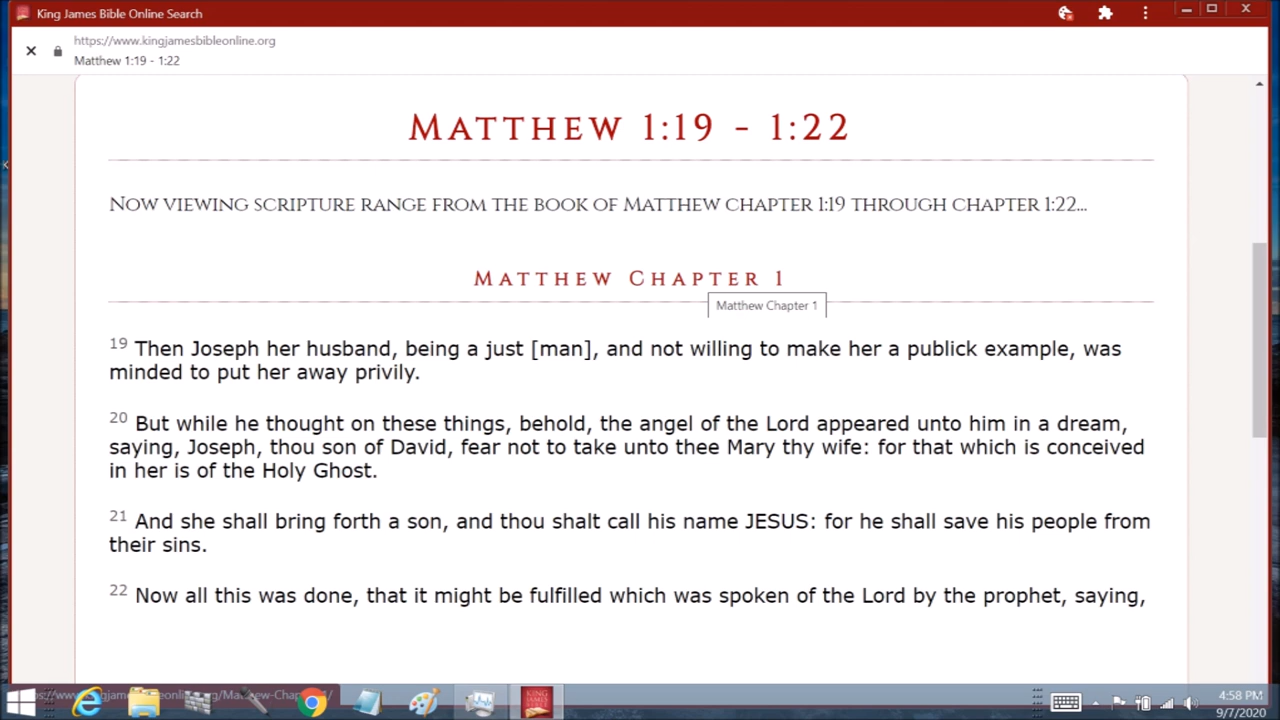 King James Bible Online Search
https://www.kingjamesbibleonline.org
Matthew 1:19 - 1:22
Matthew 1:19 - 1:22
Now viewing scripture range from the book of Matthew chapter 1:19 through chapter 1:22...
Matthew Chapter 1
Matthew Chapter 1
19 Then Joseph her husband, being a just [man], and not willing to make her a publick example, was
minded to put her away privily.
20 But while he thought on these things, behold, the angel of the Lord appeared unto him in a dream,
saying, Joseph, thou son of David, fear not to take unto thee Mary thy wife: for that which is conceived
in her is of the Holy Ghost.
21 And she shall bring forth a son, and thou shalt call his name JESUS: for he shall save his people from
their sins.
22 Now all this was done, that it might be fulfilled which was spoken of the Lord by the prophet, saying,
KING
JAMES
BIBLE
4:58 PM
9/7/2020